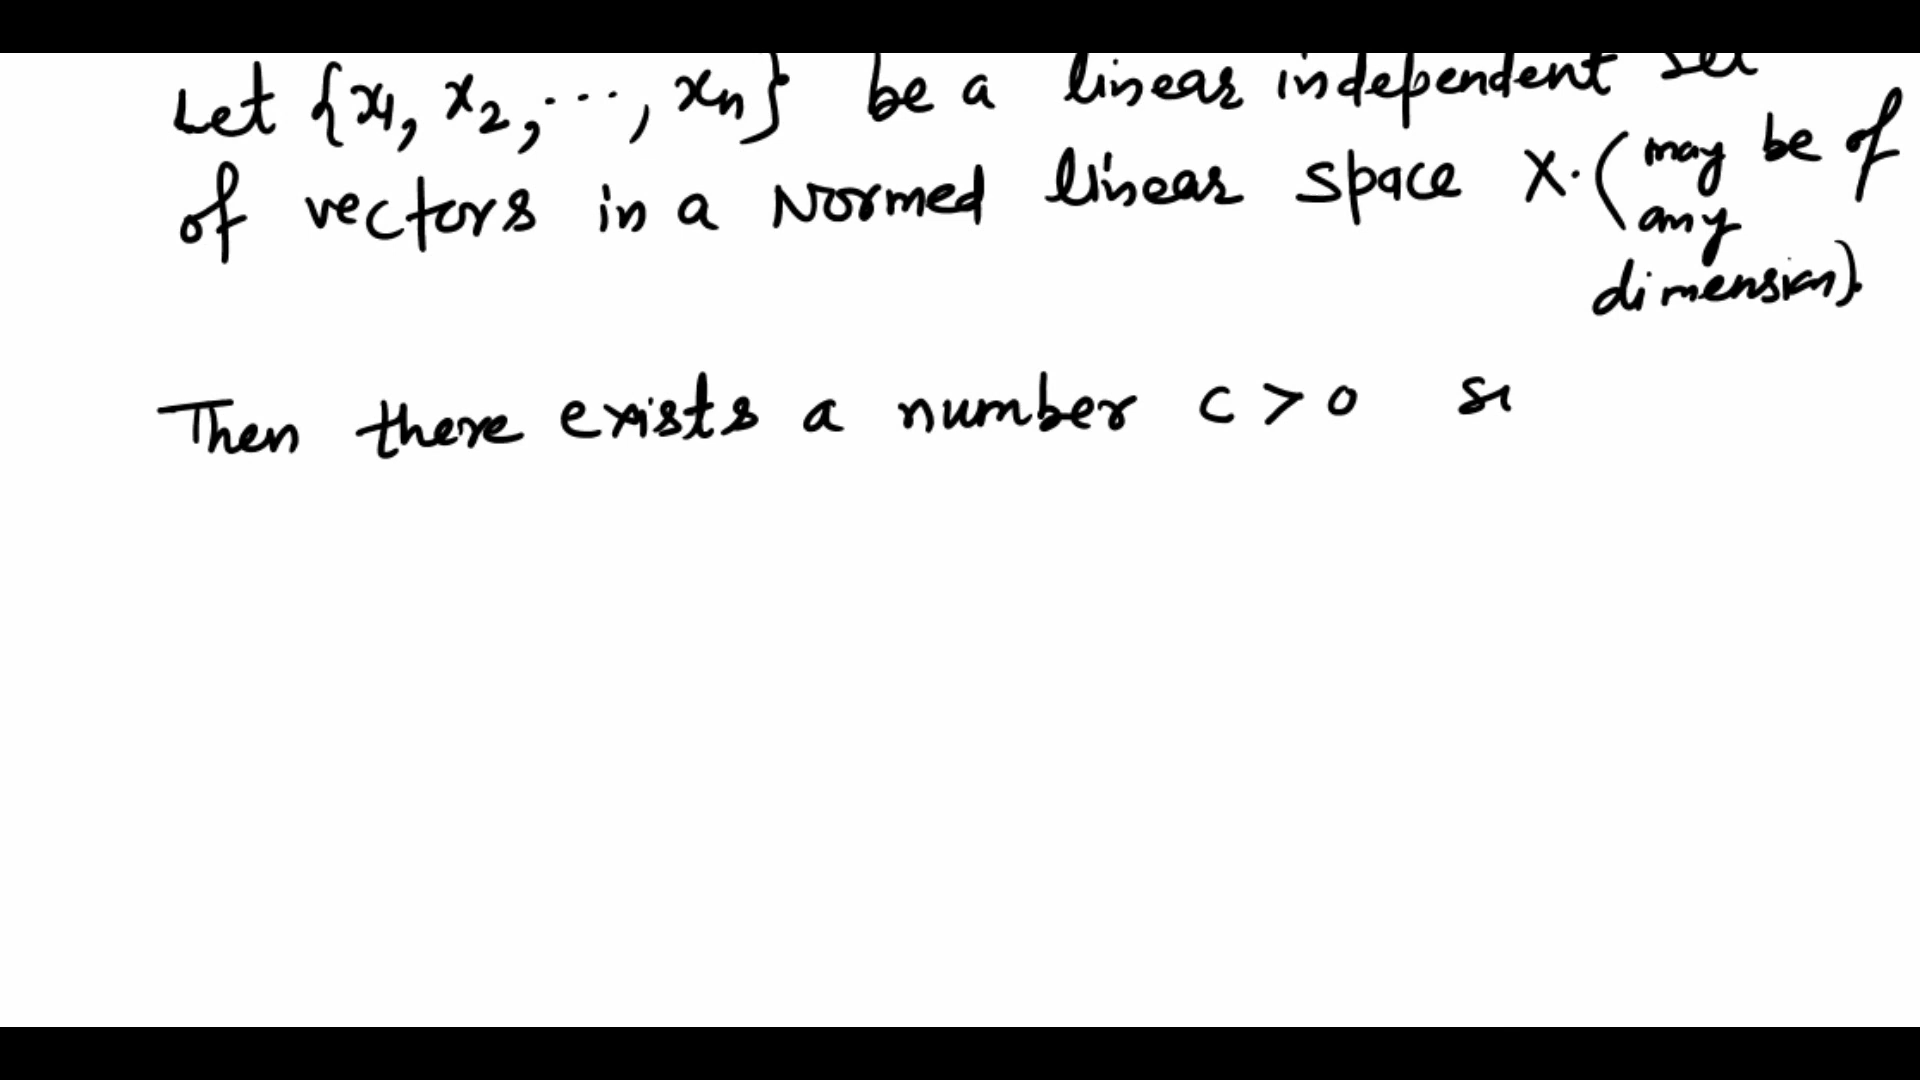 Let {x1, x2, ..., xn} be a linear independent set
of vectors in a Normed linear space X. (may be of
any
dimension).
Then there exists a number c > 0 su